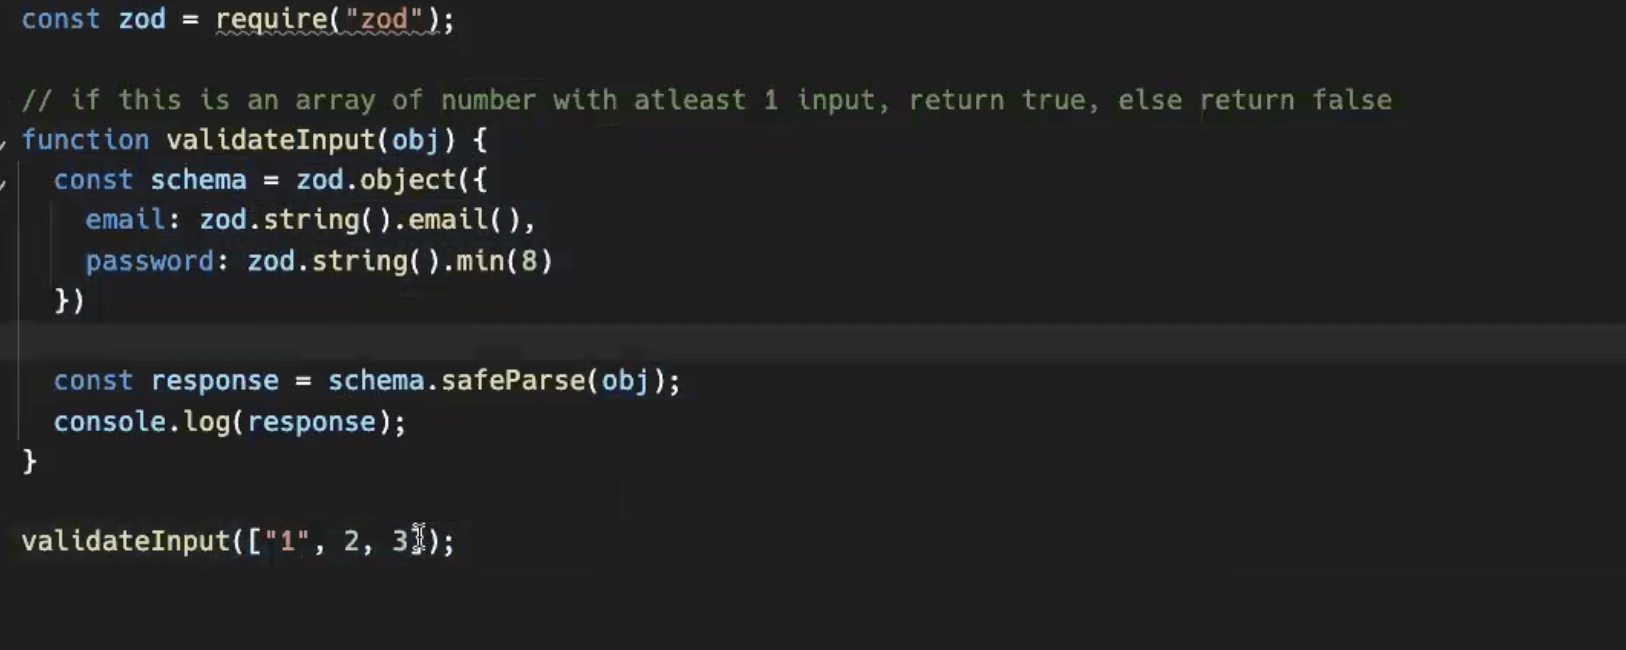 const zod = require("zod");
// if this is an array of number with atleast 1 input, return true, else return false
function validateInput(obj) {
const schema = zod.object({
email: zod.string().email(),
password: zod.string().min(8)
})
const response = schema.safeParse(obj);
console.log(response);
}
validateInput(["1", 2, 3]);